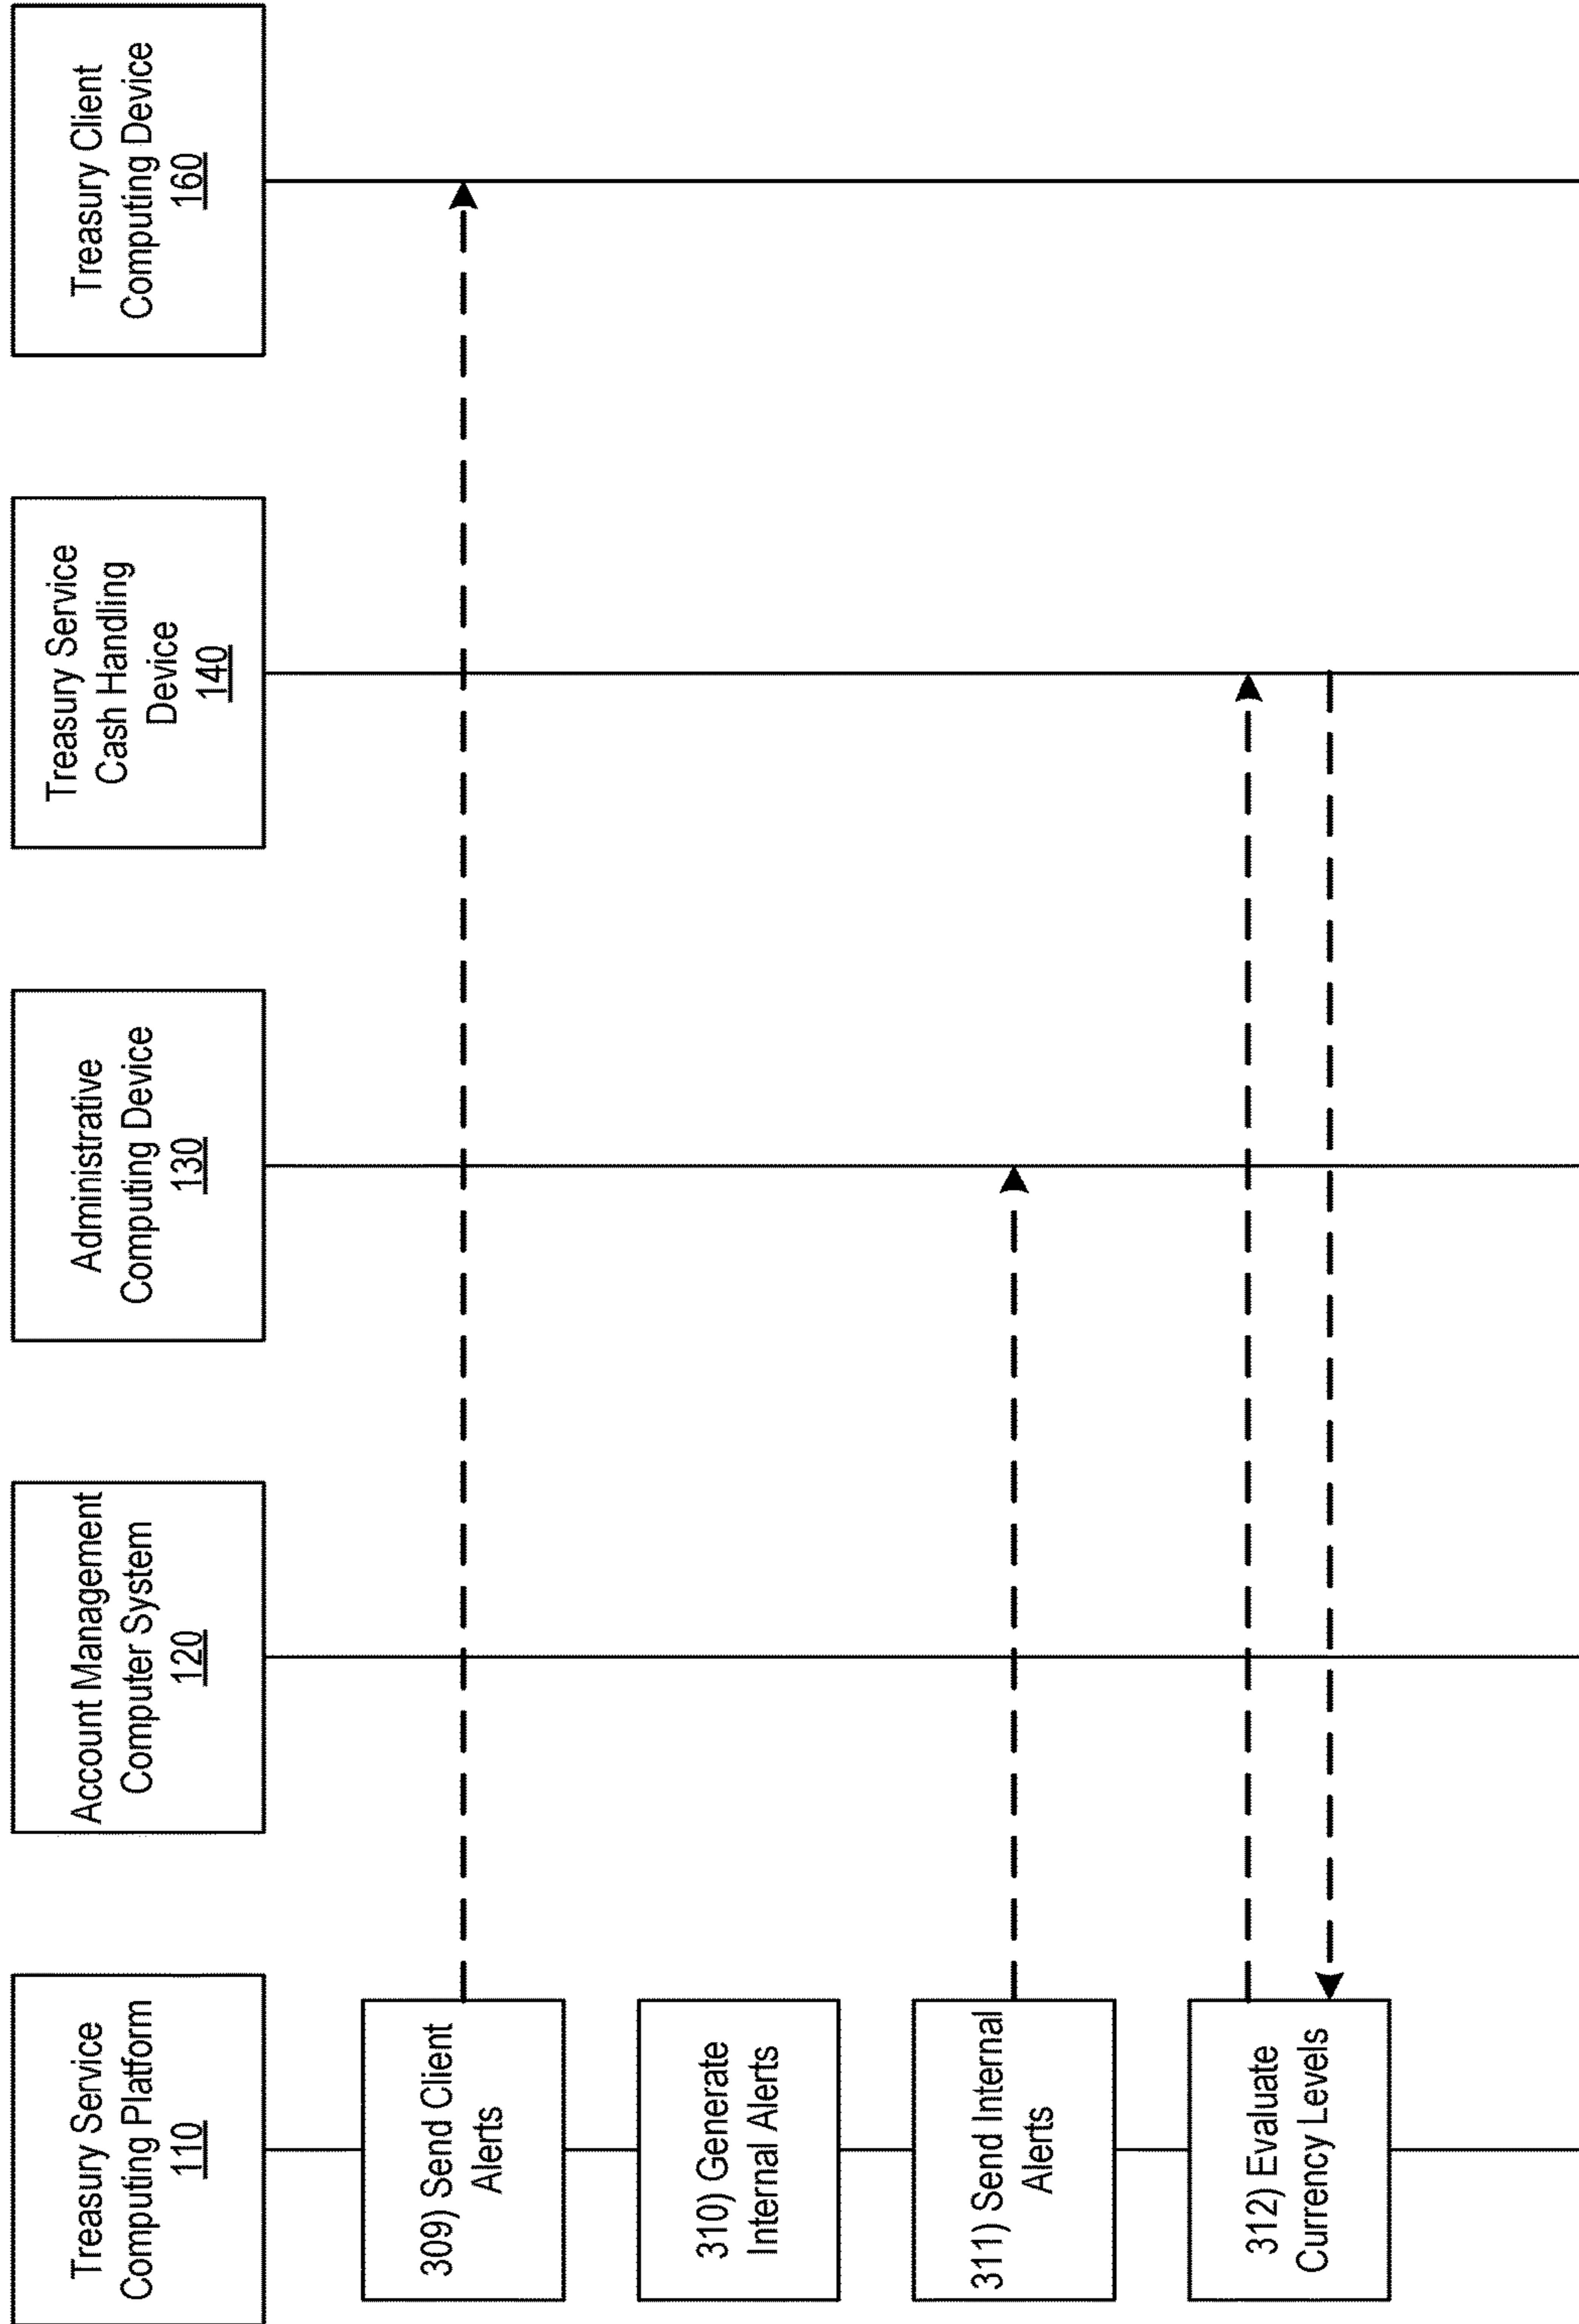 Treasury Service
Computing Platform
110
Account Management
Computer System
120
Administrative
Computing Device
130
Treasury Service
Cash Handling
Device
140
Treasury Client
Computing Device
160
309) Send Client
Alerts
310) Generate
Internal Alerts
311) Send Internal
Alerts
312) Evaluate
Currency Levels